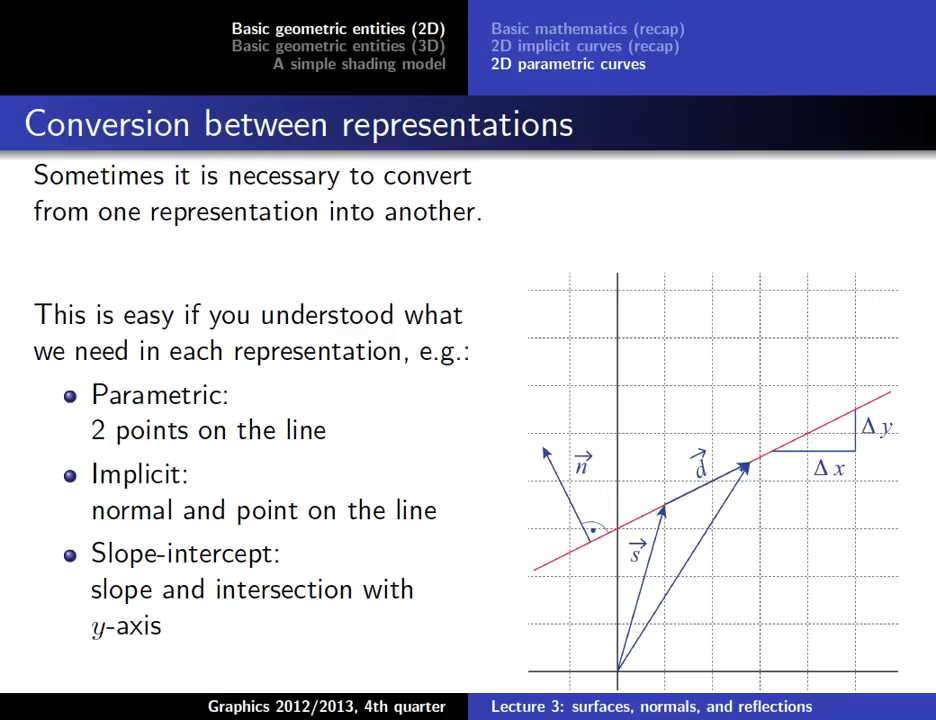 Basic geometric entities (2D)
Basic geometric entities (3D)
A simple shading model
Basic mathematics (recap)
2D implicit curves (recap)
2D parametric curves
Conversion between representations
Sometimes it is necessary to convert
from one representation into another.
This is easy if you understood what
we need in each representation, e.g.:
Parametric:
2 points on the line
Implicit:
normal and point on the line
Slope-intercept:
slope and intersection with
y-axis
n
d
s
Δ y
Δ x
Graphics 2012/2013, 4th quarter
Lecture 3: surfaces, normals, and reflections